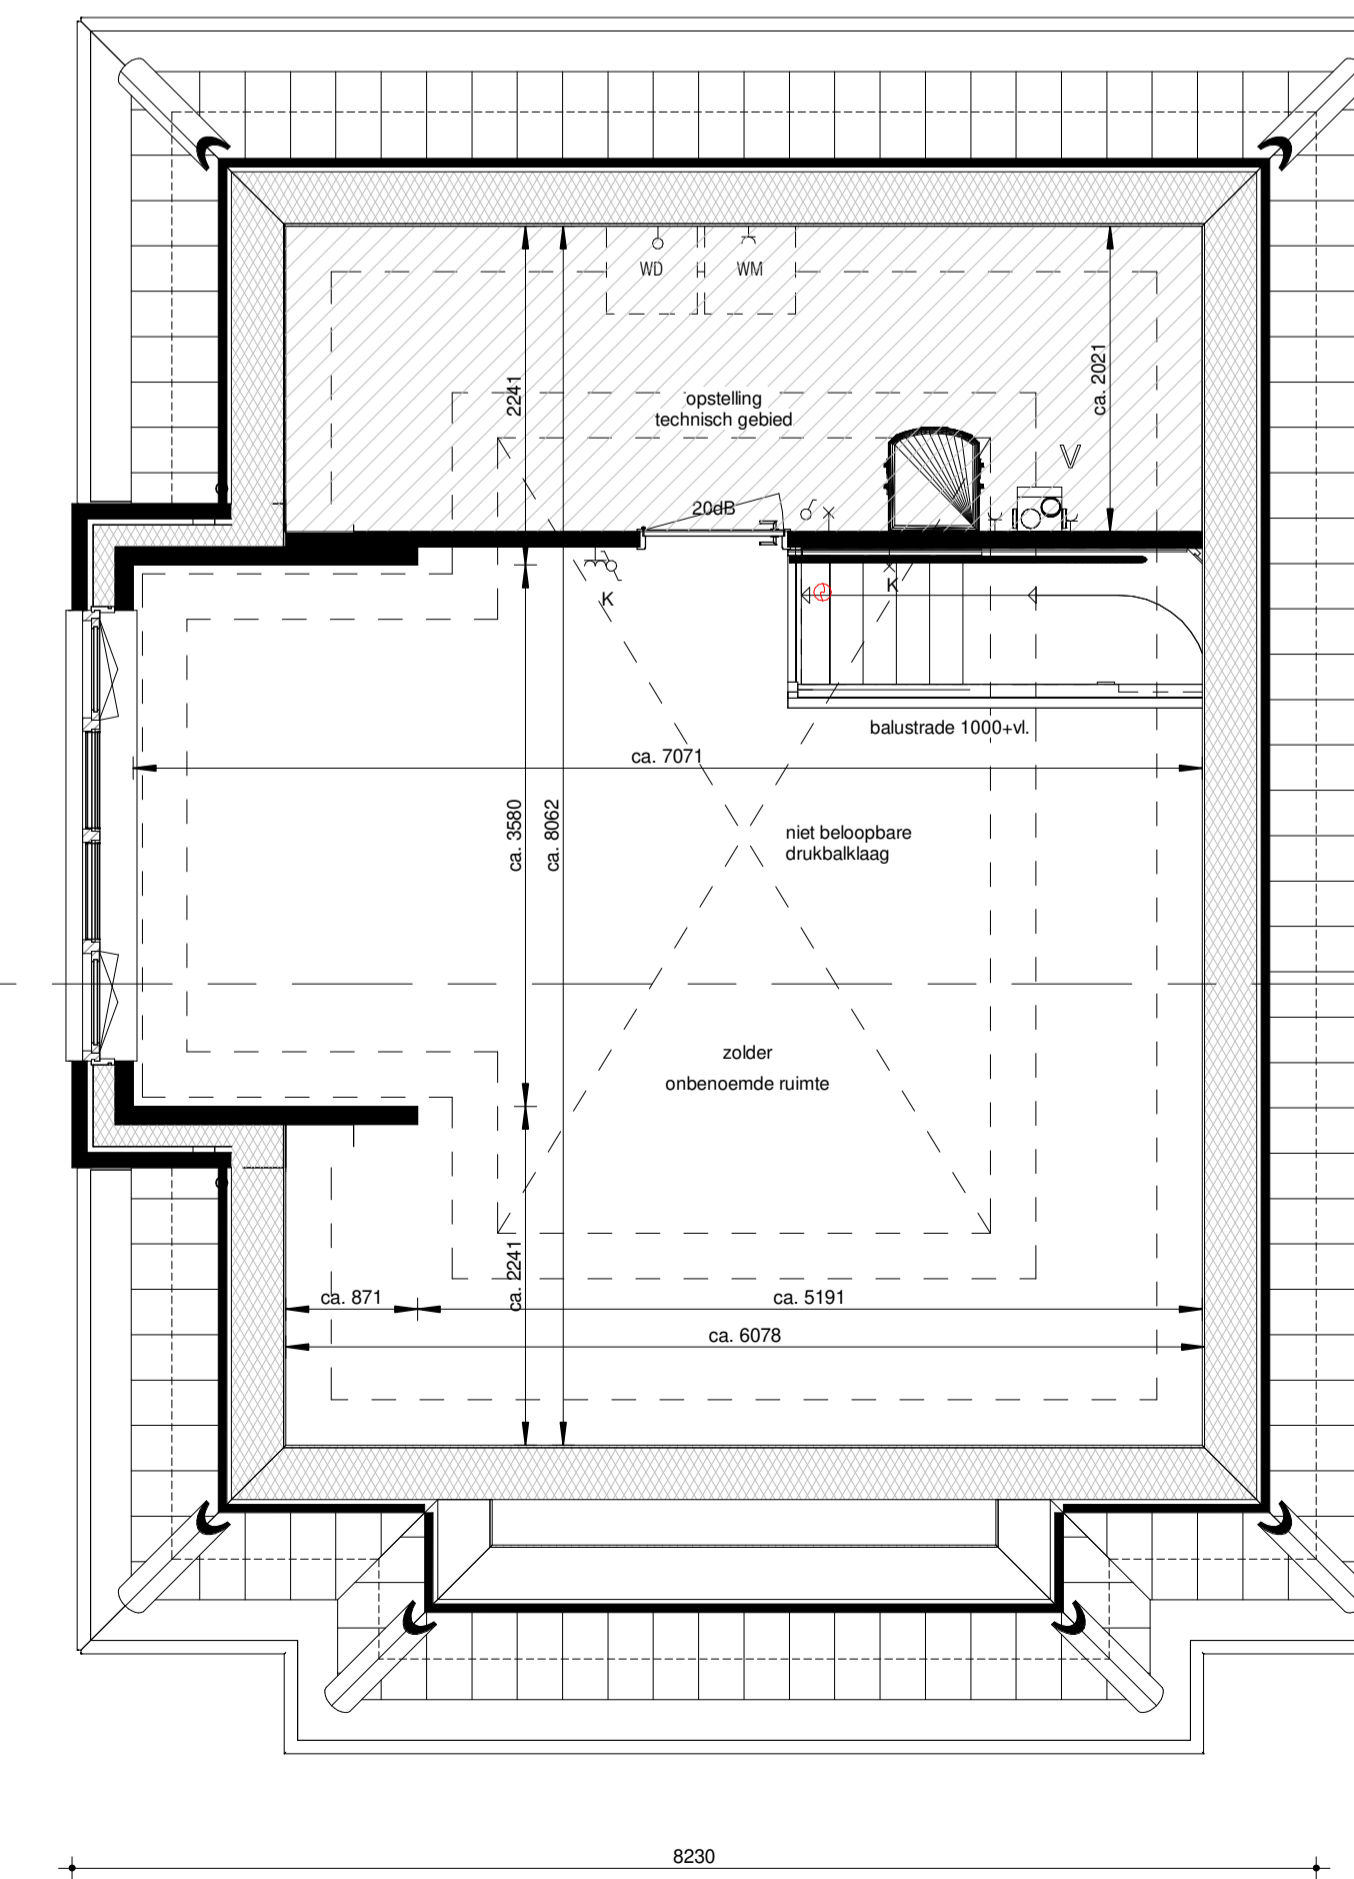 WD
WM
2241
ca. 2021
opstelling
technisch gebied
V
20dB
K
K
balustrade 1000+vl.
ca. 7071
ca. 3580
ca. 8062
niet beloopbare
drukbalklaag
zolder
onbenoemde ruimte
ca. 2241
ca. 871
ca. 5191
ca. 6078
8230